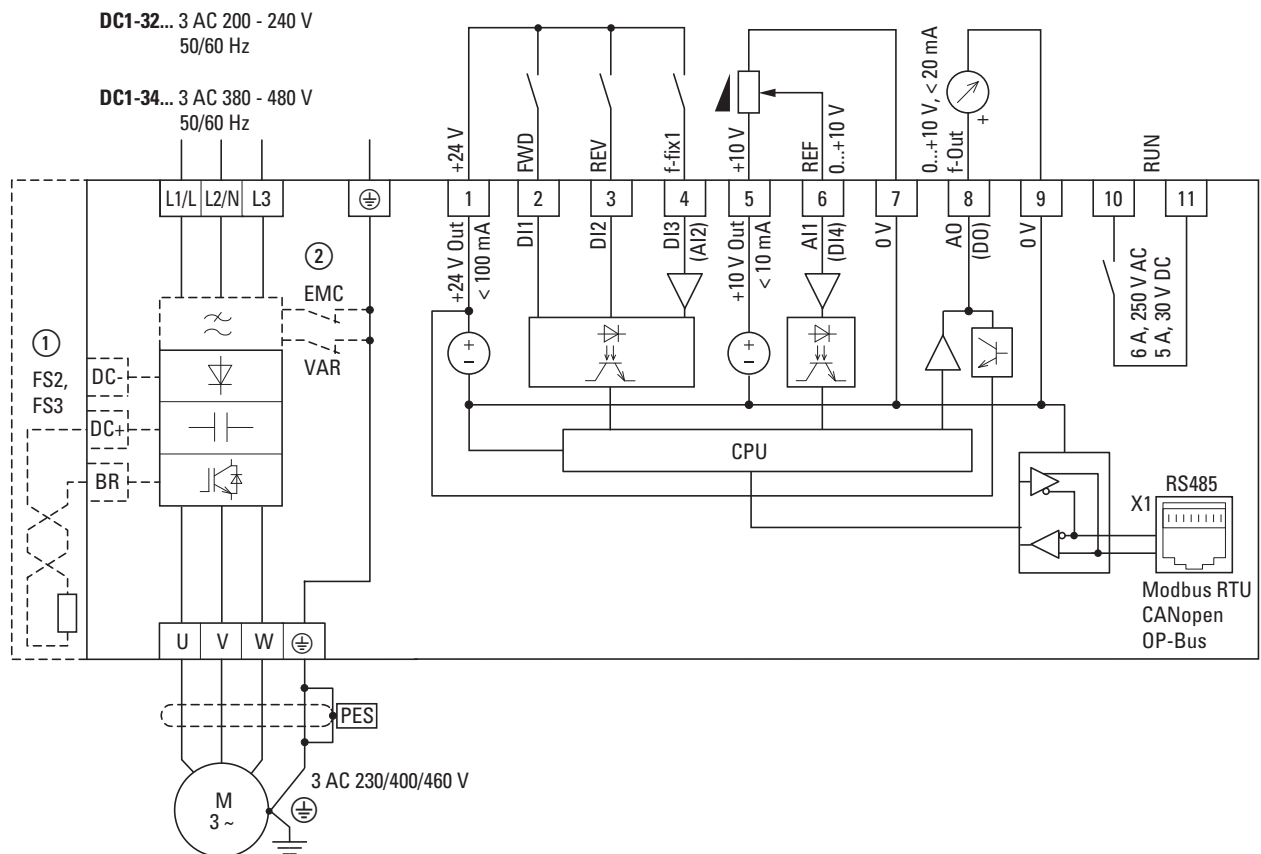 DC1-32... 3 AC 200 - 240 V
50/60 Hz
DC1-34... 3 AC 380 - 480 V
50/60 Hz
+24 V
FWD
REV
f-fix1
+10 V
REF
0...+10 V
0...+10 V, < 20 mA
f-Out
+
RUN
L1/L L2/N L3
1 2 3 4 5 6 7 8 9 10 11
+24 V Out
< 100 mA
DI1
DI2
DI3
(AI2)
+10 V Out
< 10 mA
AI1
(DI4)
0 V
AO
(DO)
0 V
6 A, 250 V AC
5 A, 30 V DC
2
EMC
VAR
1
FS2,
FS3
DC-
DC+
BR
+
-
+
-
CPU
X1
RS485
Modbus RTU
CANopen
OP-Bus
U V W
PES
3 AC 230/400/460 V
M
3 ~